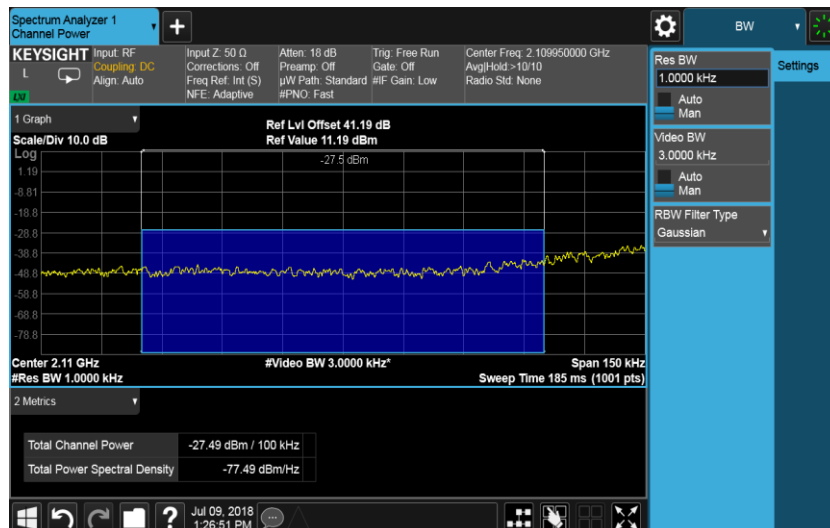 Spectrum Analyzer 1
Channel Power
+
BW
KEYSIGHT Input: RF Input Z: 50 Ω Atten: 18 dB Trig: Free Run Center Freq: 2.109950000 GHz
L Coupling: DC Corrections: Off Preamp: Off Gate: Off Avg|Hold:>10/10
Align: Auto Freq Ref: Int (S) µW Path: Standard #IF Gain: Low Radio Std: None
LXI NFE: Adaptive #PNO: Fast
Res BW
1.0000 kHz
Auto
Man
Settings
Video BW
3.0000 kHz
Auto
Man
RBW Filter Type
Gaussian
1 Graph
Ref Lvl Offset 41.19 dB
Scale/Div 10.0 dB Ref Value 11.19 dBm
Log
-27.5 dBm
1.19
-8.81
-18.8
-28.8
-38.8
-48.8
-58.8
-68.8
-78.8
Center 2.11 GHz #Video BW 3.0000 kHz* Span 150 kHz
#Res BW 1.0000 kHz Sweep Time 185 ms (1001 pts)
2 Metrics
Total Channel Power -27.49 dBm / 100 kHz
Total Power Spectral Density -77.49 dBm/Hz
? Jul 09, 2018
1:26:51 PM